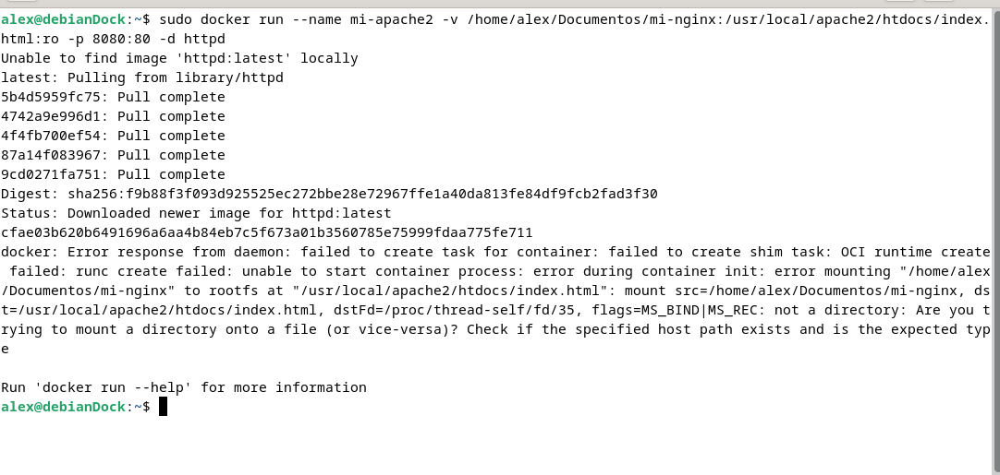 alex@debianDock:~$ sudo docker run --name mi-apache2 -v /home/alex/Documentos/mi-nginx:/usr/local/apache2/htdocs/index.
html:ro -p 8080:80 -d httpd
Unable to find image 'httpd:latest' locally
latest: Pulling from library/httpd
5b4d5959fc75: Pull complete
4742a9e996d1: Pull complete
4f4fb700ef54: Pull complete
87a14f083967: Pull complete
9cd0271fa751: Pull complete
Digest: sha256:f9b88f3f093d925525ec272bbe28e72967ffe1a40da813fe84df9fcb2fad3f30
Status: Downloaded newer image for httpd:latest
cfae03b620b6491696a6aa4b84eb7c5f673a01b3560785e75999fdaa775fe711
docker: Error response from daemon: failed to create task for container: failed to create shim task: OCI runtime create
 failed: runc create failed: unable to start container process: error during container init: error mounting "/home/alex
/Documentos/mi-nginx" to rootfs at "/usr/local/apache2/htdocs/index.html": mount src=/home/alex/Documentos/mi-nginx, ds
t=/usr/local/apache2/htdocs/index.html, dstFd=/proc/thread-self/fd/35, flags=MS_BIND|MS_REC: not a directory: Are you t
rying to mount a directory onto a file (or vice-versa)? Check if the specified host path exists and is the expected typ
e
Run 'docker run --help' for more information
alex@debianDock:~$